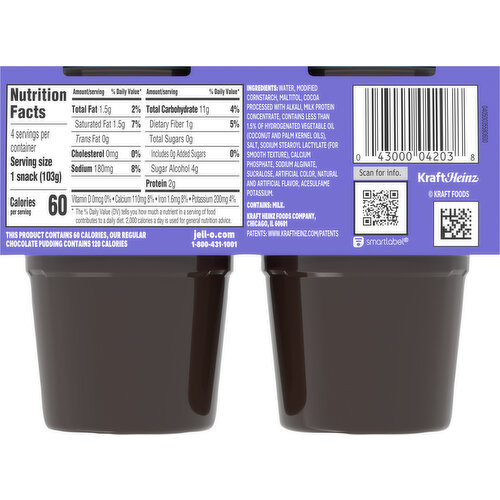 Nutrition
Facts
4 servings per
container
Serving size
1 snack (103g)
Calories
per serving
60
Amount/serving % Daily Value*
Total Fat 1.5g 2%
Saturated Fat 1.5g 7%
Trans Fat 0g
Cholesterol 0mg 0%
Sodium 180mg 8%
Amount/serving % Daily Value*
Total Carbohydrate 11g 4%
Dietary Fiber 1g 5%
Total Sugars 0g
Includes 0g Added Sugars 0%
Sugar Alcohol 4g
Protein 2g
Vitamin D 0mcg 0% • Calcium 110mg 8% • Iron 1.6mg 8% • Potassium 200mg 4%
* The % Daily Value (DV) tells you how much a nutrient in a serving of food
contributes to a daily diet. 2,000 calories a day is used for general nutrition advice.
THIS PRODUCT CONTAINS 60 CALORIES, OUR REGULAR
CHOCOLATE PUDDING CONTAINS 120 CALORIES
jell-o.com
1-800-431-1001
INGREDIENTS: WATER, MODIFIED
CORNSTARCH, MALTITOL, COCOA
PROCESSED WITH ALKALI, MILK PROTEIN
CONCENTRATE, CONTAINS LESS THAN
1.5% OF HYDROGENATED VEGETABLE OIL
(COCONUT AND PALM KERNEL OILS),
SALT, SODIUM STEAROYL LACTYLATE (FOR
SMOOTH TEXTURE), CALCIUM
PHOSPHATE, SODIUM ALGINATE,
SUCRALOSE, ARTIFICIAL COLOR, NATURAL
AND ARTIFICIAL FLAVOR, ACESULFAME
POTASSIUM.
CONTAINS: MILK.
KRAFT HEINZ FOODS COMPANY,
CHICAGO, IL 60601
PATENTS: WWW.KRAFTHEINZ.COM/PATENTS
0 43000 04203 8
Scan for info.
smartlabel®
KraftHeinz
© KRAFT FOODS